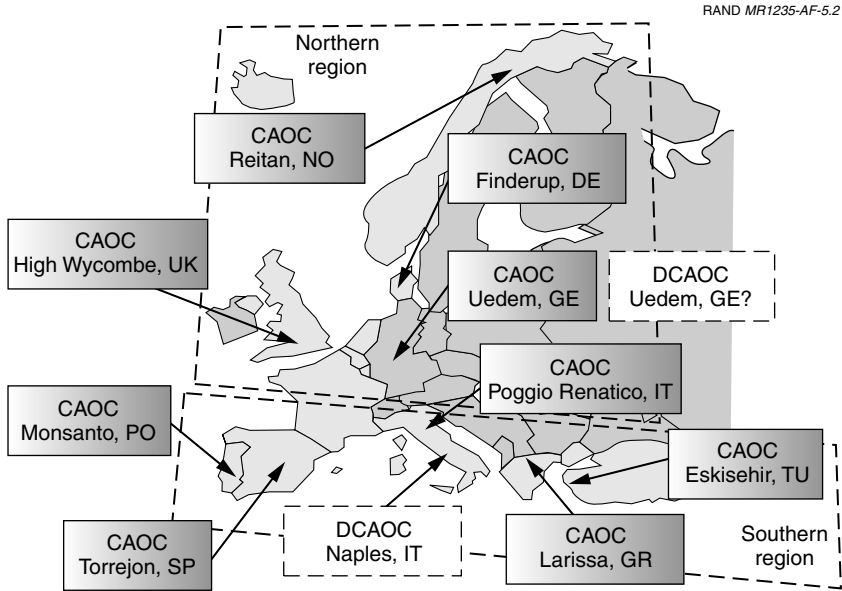 RAND MR1235-AF-5.2
Northern
region
CAOC
Reitan, NO
CAOC
Finderup, DE
CAOC
High Wycombe, UK
CAOC
Uedem, GE
DCAOC
Uedem, GE?
CAOC
Poggio Renatico, IT
CAOC
Monsanto, PO
CAOC
Eskisehir, TU
CAOC
Torrejon, SP
DCAOC
Naples, IT
CAOC
Larissa, GR
Southern
region